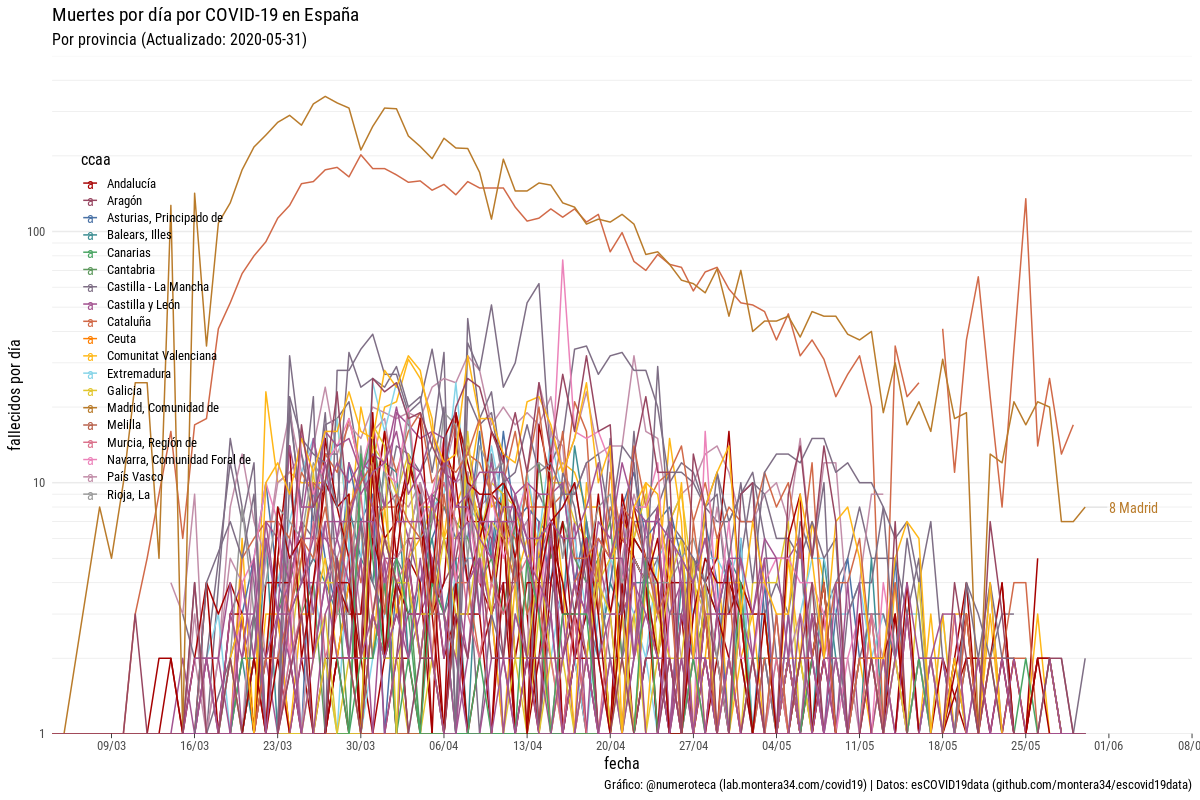 Muertes por día por COVID-19 en España
Por provincia (Actualizado: 2020-05-31)
fallecidos por día
100
10
1
ccaa
Andalucía
Aragón
Asturias, Principado de
Balears, Illes
Canarias
Cantabria
Castilla - La Mancha
Castilla y León
Cataluña
Ceuta
Comunitat Valenciana
Extremadura
Galicia
Madrid, Comunidad de
Melilla
Murcia, Región de
Navarra, Comunidad Foral de
País Vasco
Rioja, La
8 Madrid
09/03 16/03 23/03 30/03 06/04 13/04 20/04 27/04 04/05 11/05 18/05 25/05 01/06 08/0
fecha
Gráfico: @numeroteca (lab.montera34.com/covid19) | Datos: esCOVID19data (github.com/montera34/escovid19data)